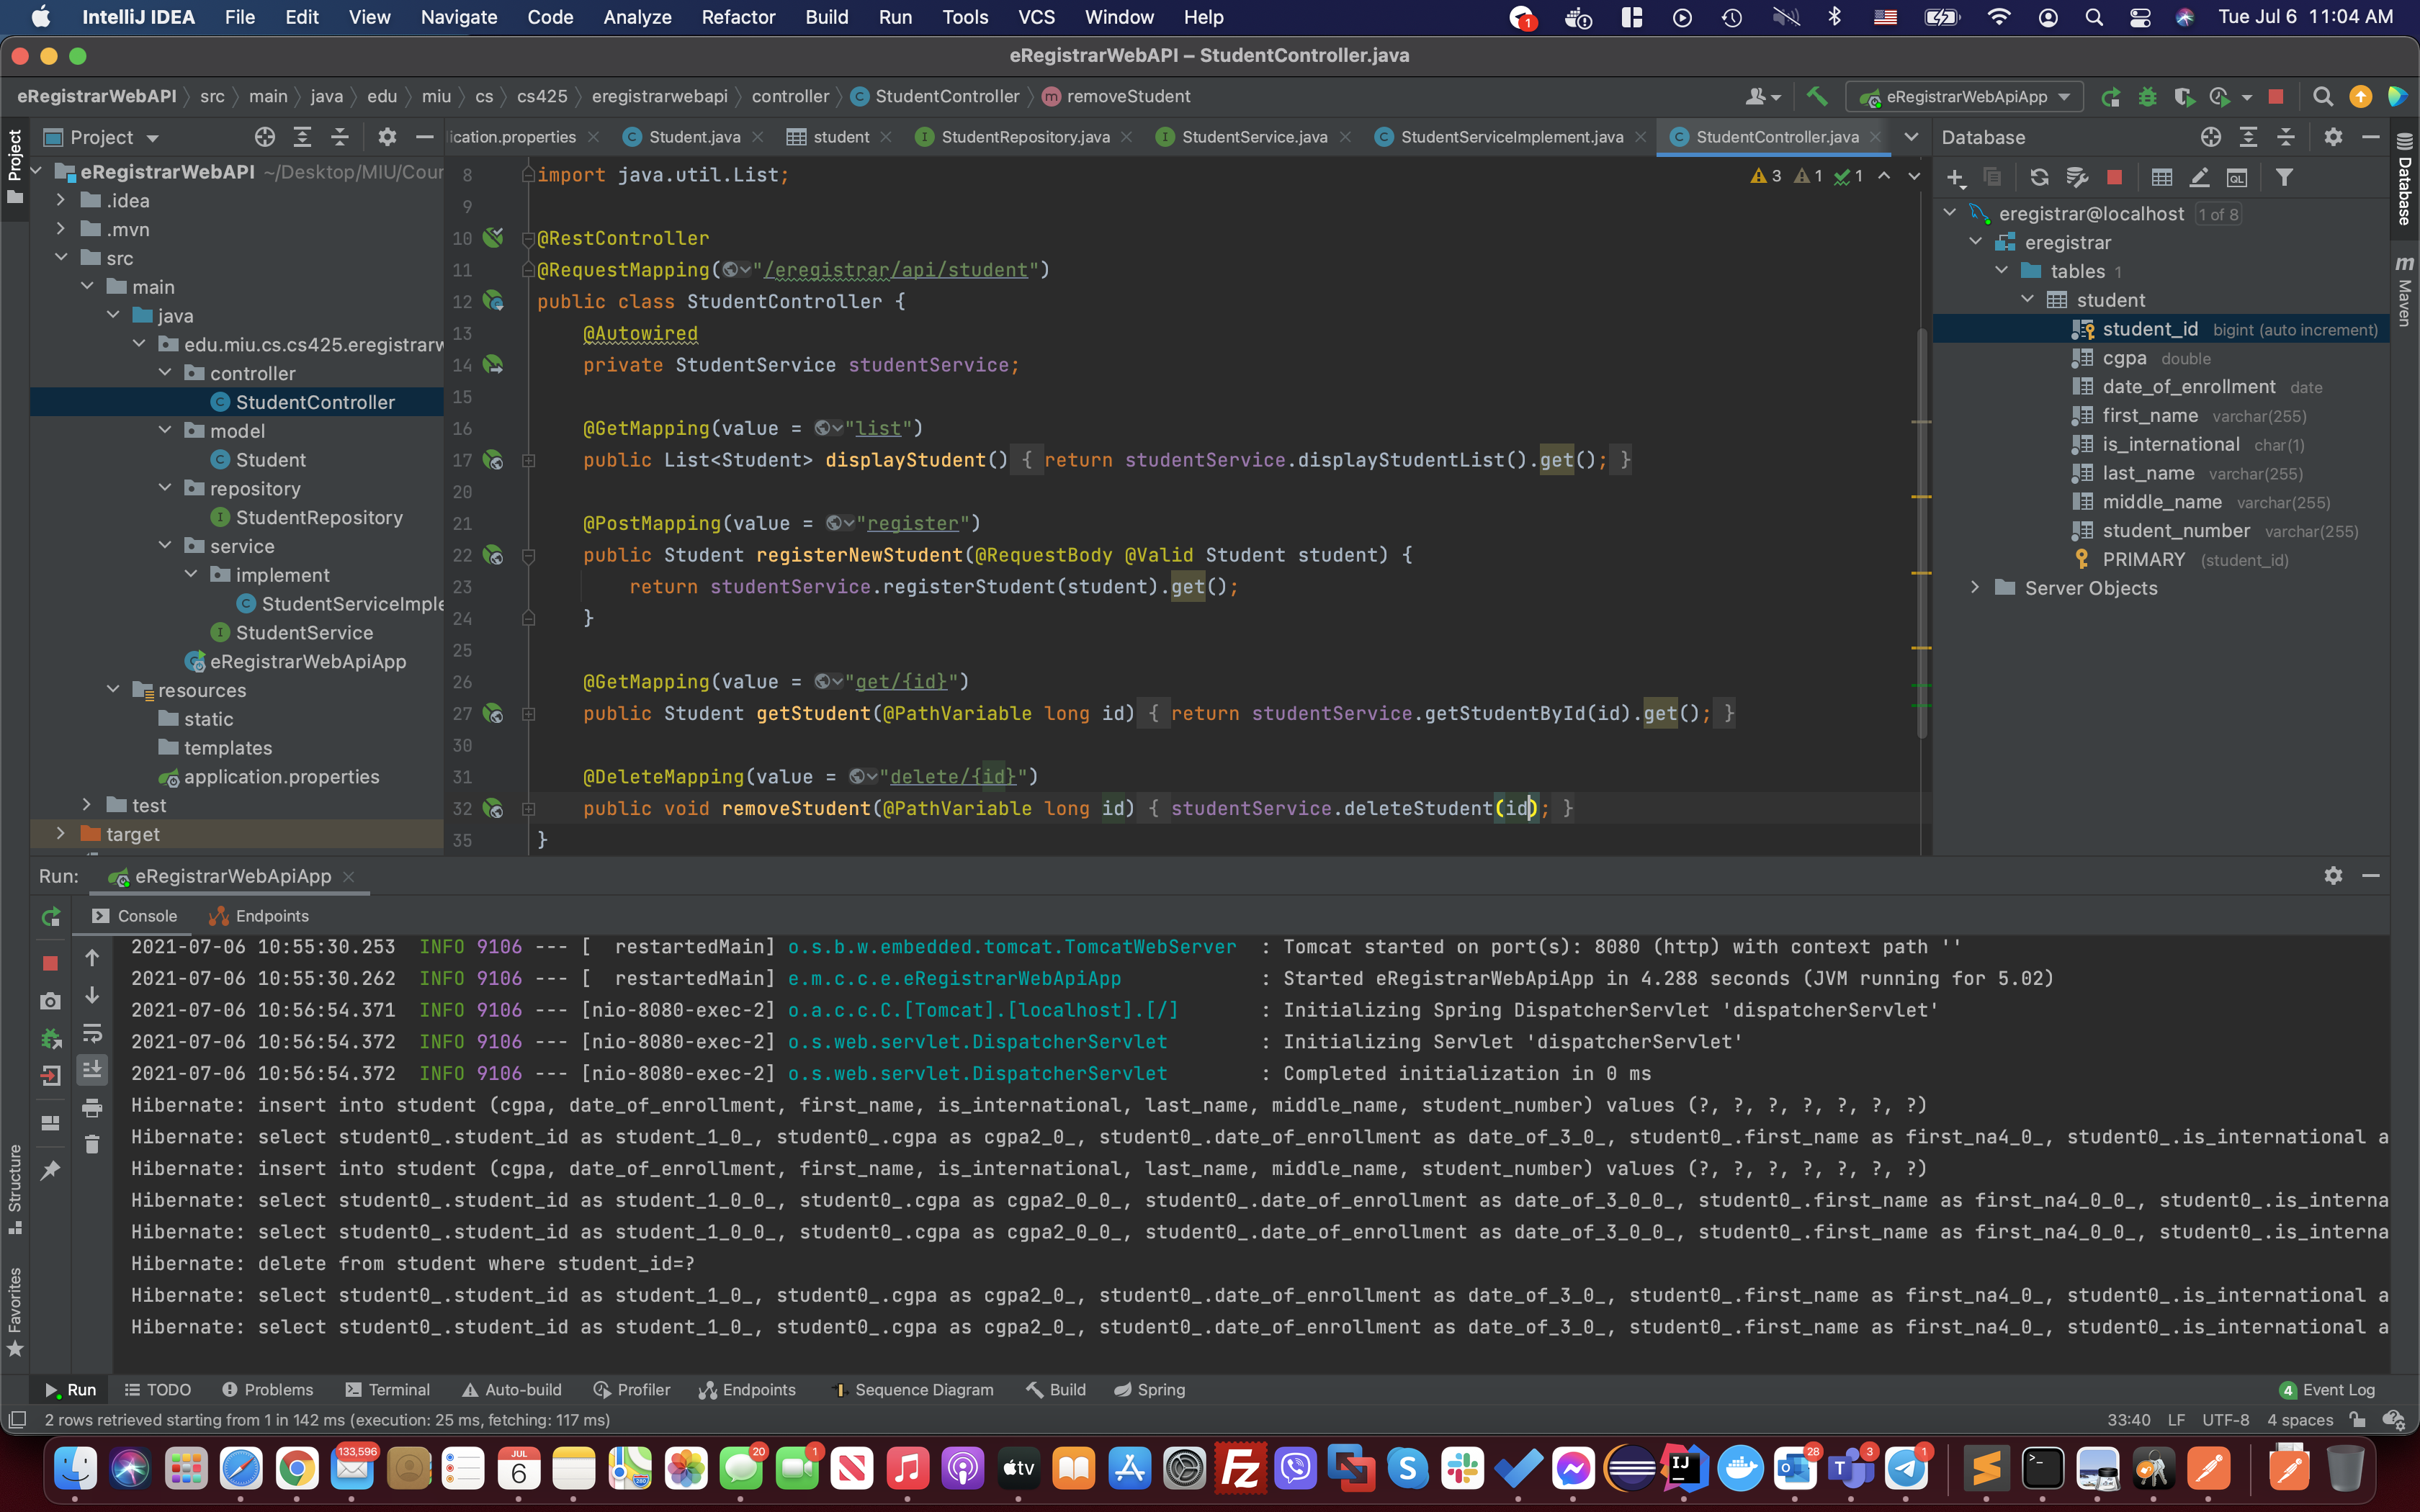 IntelliJ IDEA File Edit View Navigate Code Analyze Refactor Build Run Tools VCS Window Help 1 Tue Jul 6 11:04 AM
eRegistrarWebAPI – StudentController.java
eRegistrarWebAPI src main java edu miu cs cs425 eregistrarwebapi controller StudentController removeStudent eRegistrarWebApiApp
Project
ication.properties Student.java student StudentRepository.java StudentService.java StudentServiceImplement.java StudentController.java
Database
Project
eRegistrarWebAPI ~/Desktop/MIU/Cour
.idea
.mvn
src
main
java
edu.miu.cs.cs425.eregistrarw
controller
StudentController
model
Student
repository
StudentRepository
service
implement
StudentServiceImple
StudentService
eRegistrarWebApiApp
resources
static
templates
application.properties
test
target
3 1 1
8 import java.util.List;
9
10 @RestController
11 @RequestMapping("/eregistrar/api/student")
12 public class StudentController {
13 @Autowired
14 private StudentService studentService;
15
16 @GetMapping(value = "list")
17 public List<Student> displayStudent() { return studentService.displayStudentList().get(); }
20
21 @PostMapping(value = "register")
22 public Student registerNewStudent(@RequestBody @Valid Student student) {
23 return studentService.registerStudent(student).get();
24 }
25
26 @GetMapping(value = "get/{id}")
27 public Student getStudent(@PathVariable long id) { return studentService.getStudentById(id).get(); }
30
31 @DeleteMapping(value = "delete/{id}")
32 public void removeStudent(@PathVariable long id) { studentService.deleteStudent(id); }
35 }
QL
eregistrar@localhost 1 of 8
eregistrar
tables 1
student
student_id bigint (auto increment)
cgpa double
date_of_enrollment date
first_name varchar(255)
is_international char(1)
last_name varchar(255)
middle_name varchar(255)
student_number varchar(255)
PRIMARY (student_id)
Server Objects
Database
Maven
Run: eRegistrarWebApiApp
Console Endpoints
2021-07-06 10:55:30.253 INFO 9106 --- [ restartedMain] o.s.b.w.embedded.tomcat.TomcatWebServer : Tomcat started on port(s): 8080 (http) with context path ''
2021-07-06 10:55:30.262 INFO 9106 --- [ restartedMain] e.m.c.c.e.eRegistrarWebApiApp : Started eRegistrarWebApiApp in 4.288 seconds (JVM running for 5.02)
2021-07-06 10:56:54.371 INFO 9106 --- [nio-8080-exec-2] o.a.c.c.C.[Tomcat].[localhost].[/] : Initializing Spring DispatcherServlet 'dispatcherServlet'
2021-07-06 10:56:54.372 INFO 9106 --- [nio-8080-exec-2] o.s.web.servlet.DispatcherServlet : Initializing Servlet 'dispatcherServlet'
2021-07-06 10:56:54.372 INFO 9106 --- [nio-8080-exec-2] o.s.web.servlet.DispatcherServlet : Completed initialization in 0 ms
Hibernate: insert into student (cgpa, date_of_enrollment, first_name, is_international, last_name, middle_name, student_number) values (?, ?, ?, ?, ?, ?, ?)
Hibernate: select student0_.student_id as student_1_0_, student0_.cgpa as cgpa2_0_, student0_.date_of_enrollment as date_of_3_0_, student0_.first_name as first_na4_0_, student0_.is_international a
Hibernate: insert into student (cgpa, date_of_enrollment, first_name, is_international, last_name, middle_name, student_number) values (?, ?, ?, ?, ?, ?, ?)
Hibernate: select student0_.student_id as student_1_0_0_, student0_.cgpa as cgpa2_0_0_, student0_.date_of_enrollment as date_of_3_0_0_, student0_.first_name as first_na4_0_0_, student0_.is_interna
Hibernate: select student0_.student_id as student_1_0_0_, student0_.cgpa as cgpa2_0_0_, student0_.date_of_enrollment as date_of_3_0_0_, student0_.first_name as first_na4_0_0_, student0_.is_interna
Hibernate: delete from student where student_id=?
Hibernate: select student0_.student_id as student_1_0_, student0_.cgpa as cgpa2_0_, student0_.date_of_enrollment as date_of_3_0_, student0_.first_name as first_na4_0_, student0_.is_international a
Hibernate: select student0_.student_id as student_1_0_, student0_.cgpa as cgpa2_0_, student0_.date_of_enrollment as date_of_3_0_, student0_.first_name as first_na4_0_, student0_.is_international a
Structure
Favorites
Run TODO Problems Terminal Auto-build Profiler Endpoints Sequence Diagram Build Spring 4 Event Log
2 rows retrieved starting from 1 in 142 ms (execution: 25 ms, fetching: 117 ms) 33:40 LF UTF-8 4 spaces
133,596 JUL 6 20 1 tv Fz S IJ 28 3 1